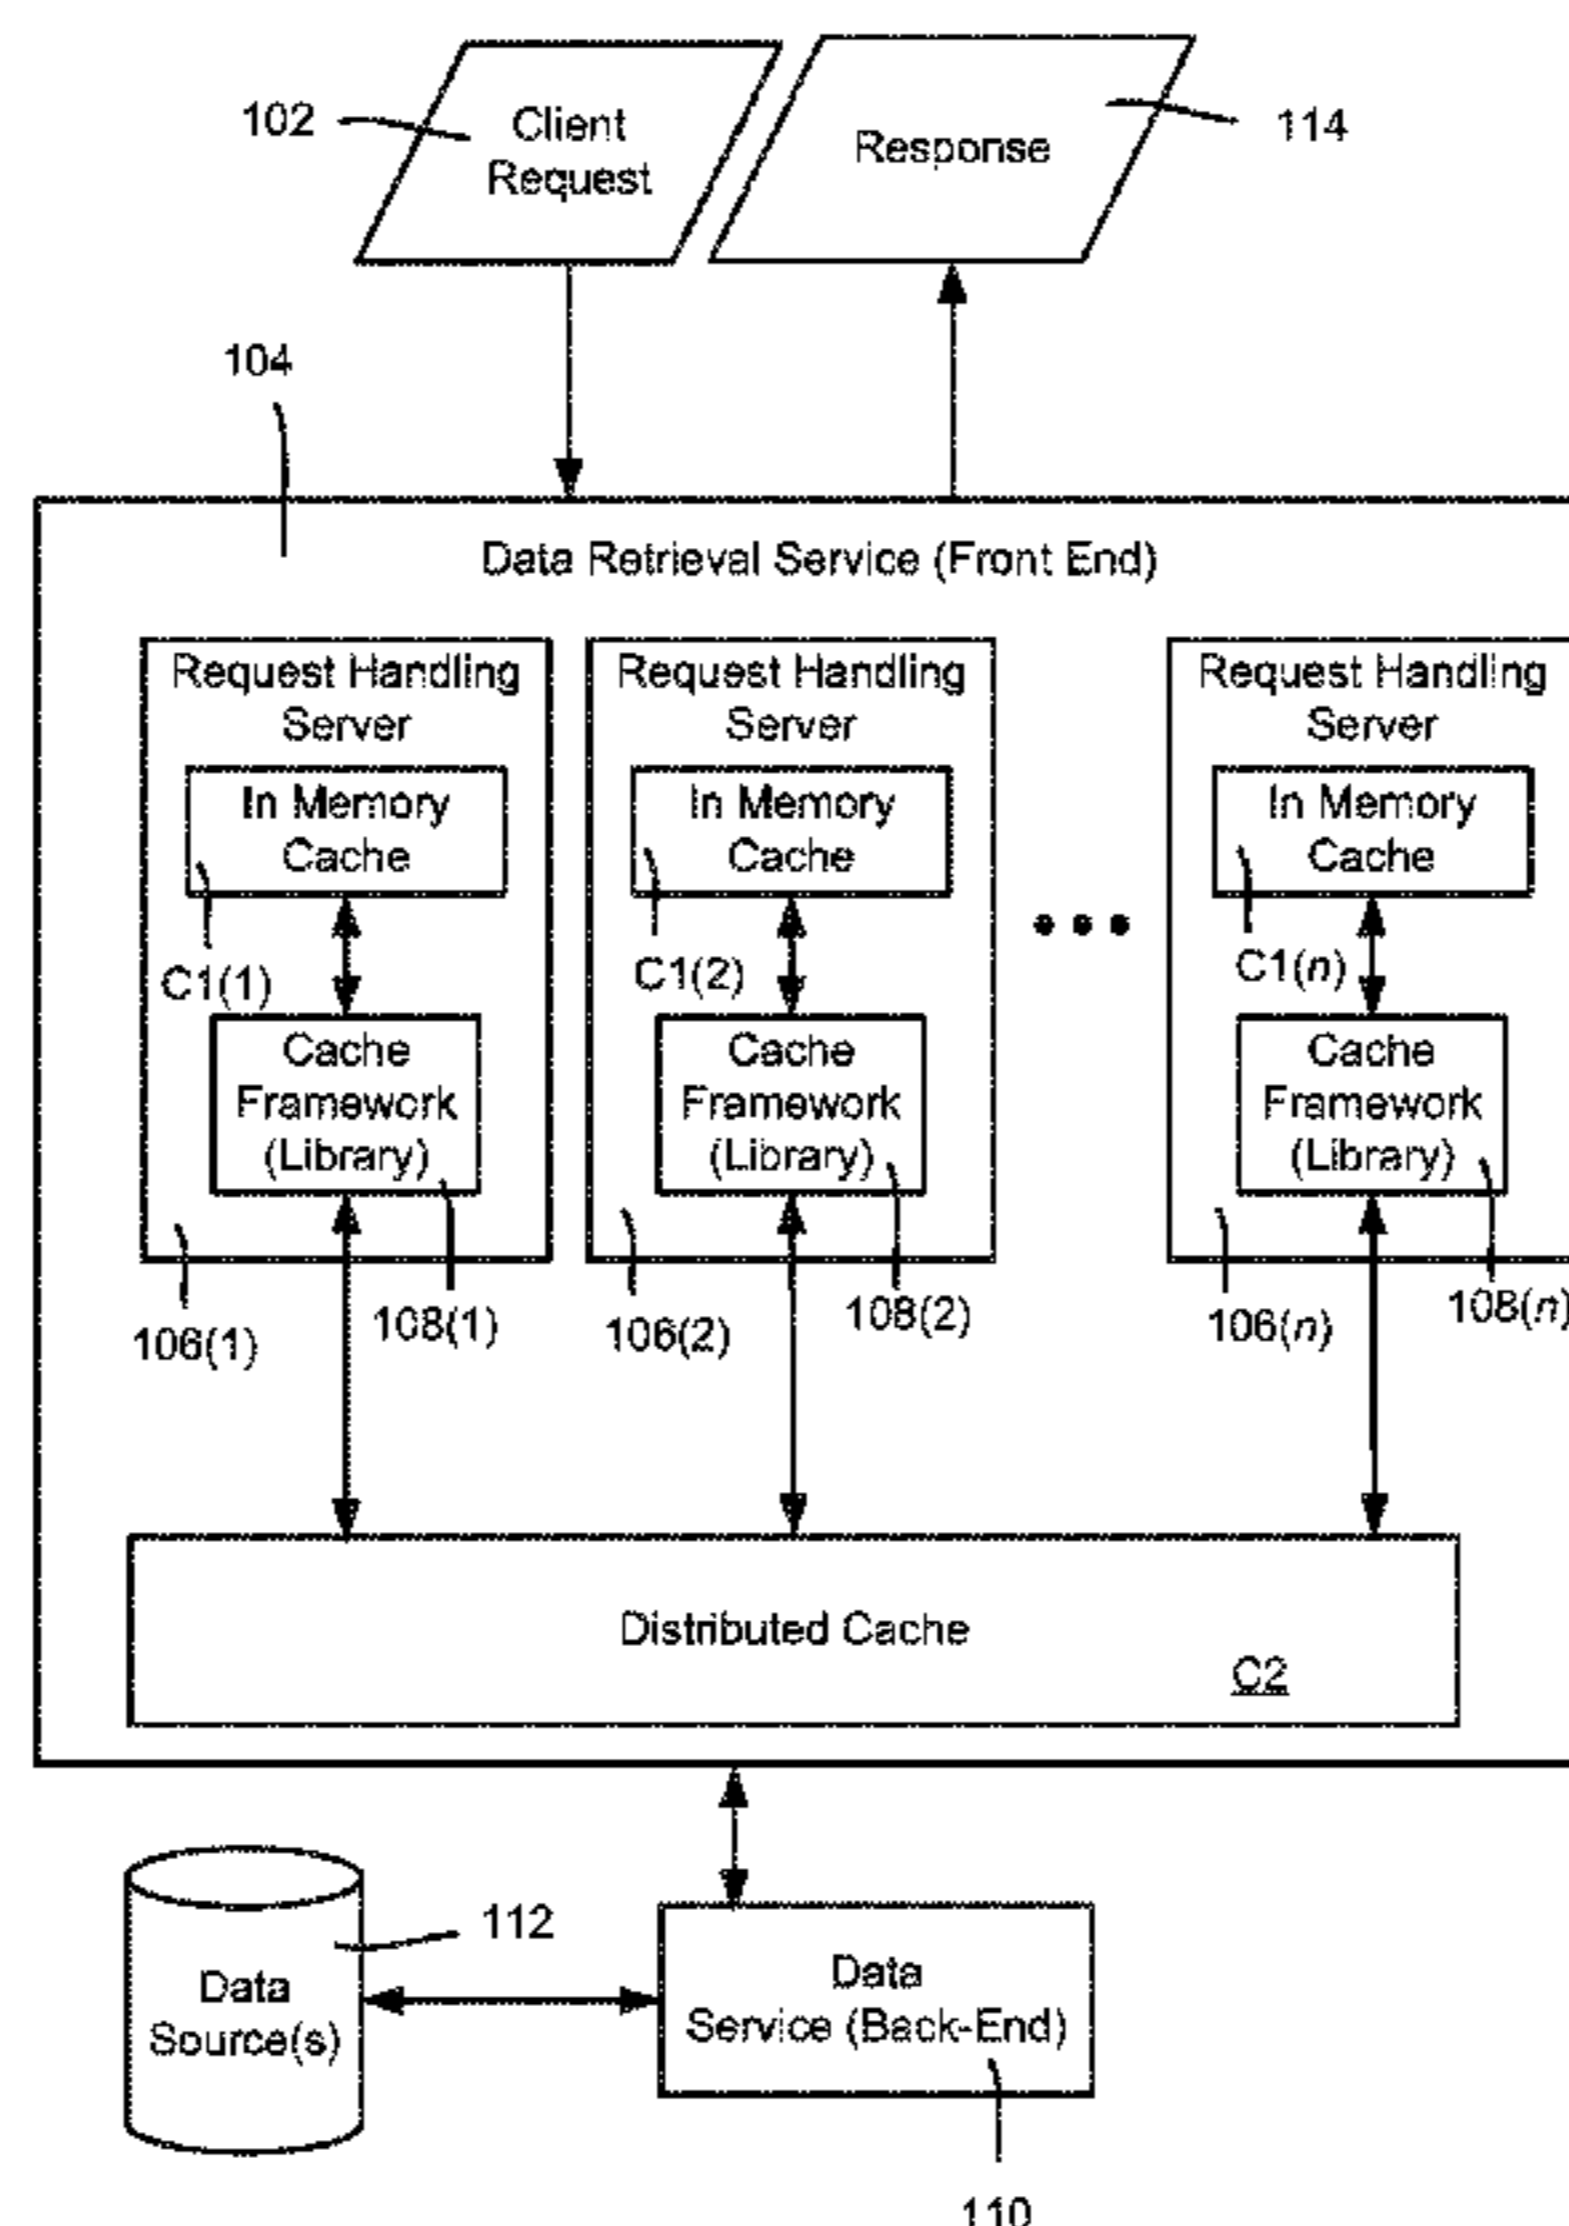 102
Client
Request
Response
114
104
Data Retrieval Service (Front End)
Request Handling
Server
In Memory
Cache
C1(1)
Cache
Framework
(Library)
106(1)
108(1)
Request Handling
Server
In Memory
Cache
C1(2)
Cache
Framework
(Library)
106(2)
108(2)
Request Handling
Server
In Memory
Cache
C1(n)
Cache
Framework
(Library)
106(n)
108(n)
Distributed Cache
C2
112
Data
Source(s)
Data
Service (Back-End)
110